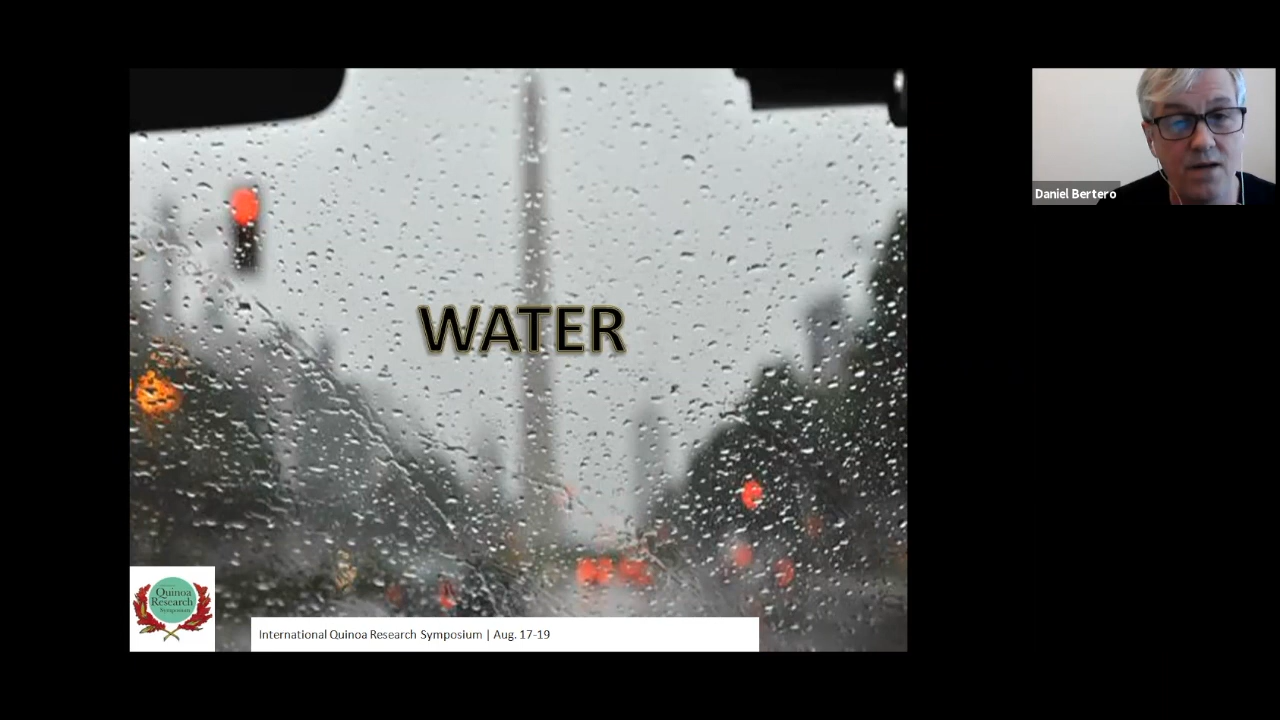 WATER
Daniel Bertero
Quinoa
Research
Symposium
International Quinoa Research Symposium | Aug. 17-19